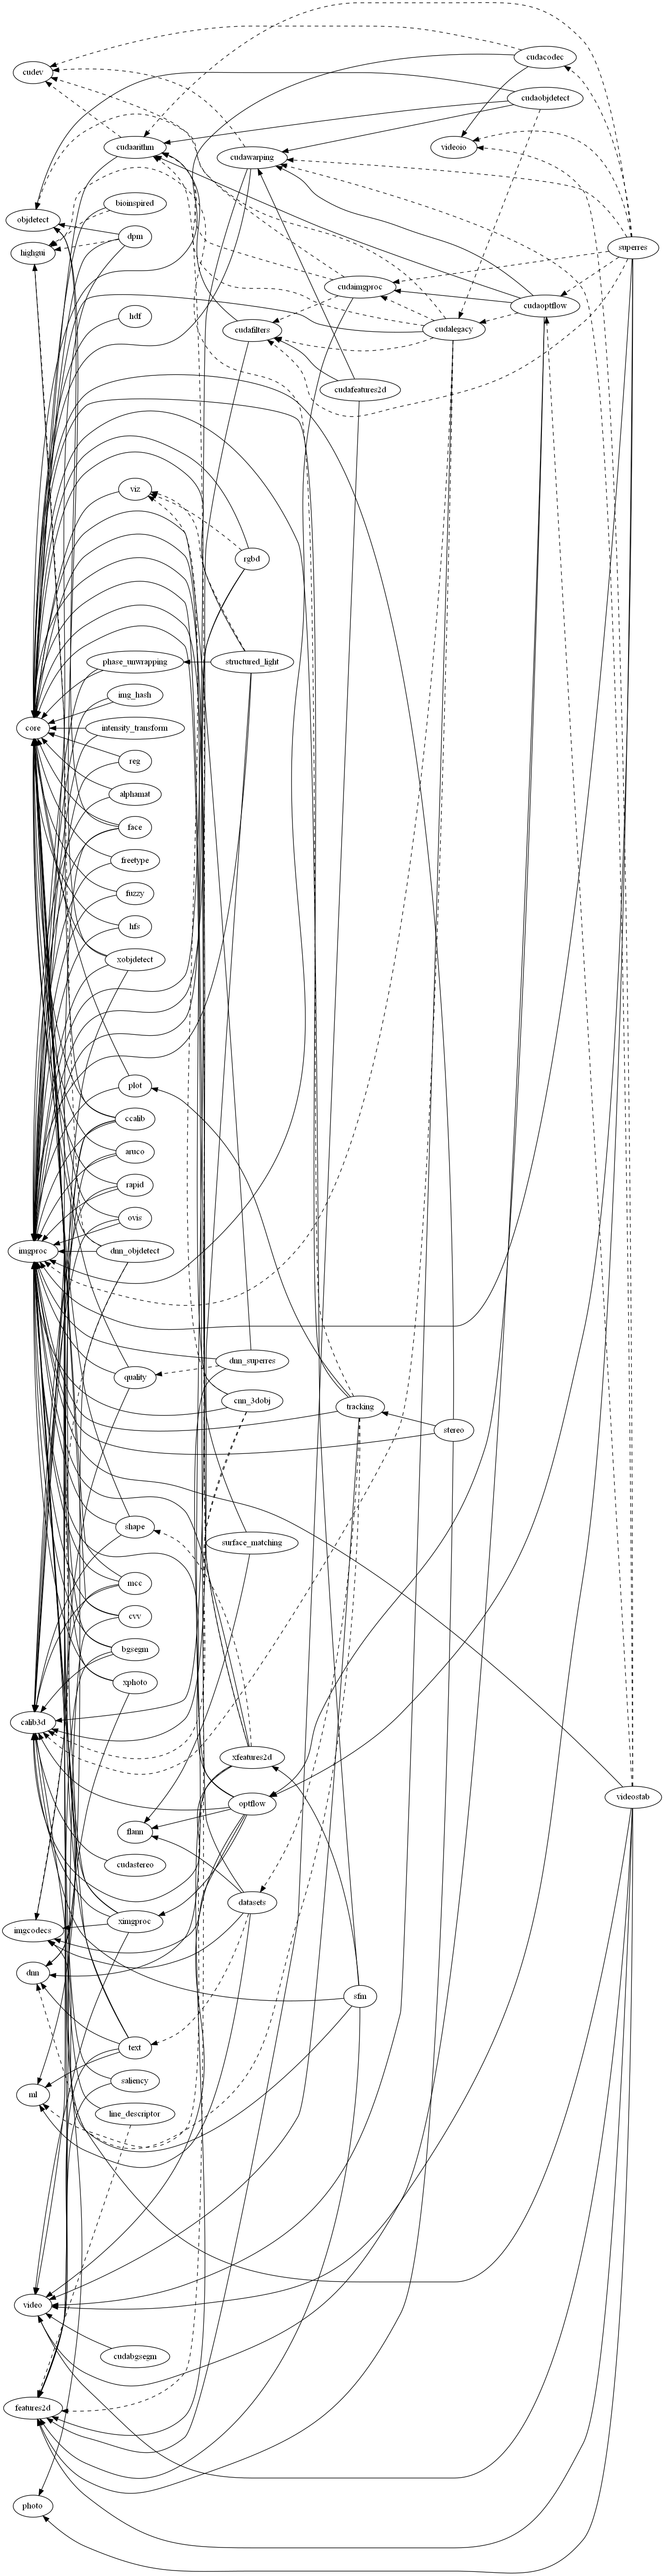 cudacodec
cudev
cudaobjdetect
cudaarithm
videoio
cudawarping
bioinspired
objdetect
dpm
superres
highgui
cudaimgproc
cudaoptflow
hdf
cudafilters
cudalegacy
cudafeatures2d
viz
rgbd
phase_unwrapping
structured_light
img_hash
core
intensity_transform
reg
alphamat
face
freetype
fuzzy
hfs
xobjdetect
plot
ccalib
aruco
rapid
ovis
imgproc
dnn_objdetect
dnn_superres
quality
cnn_3dobj
tracking
stereo
shape
surface_matching
mcc
cvv
bgsegm
xphoto
calib3d
xfeatures2d
videostab
optflow
flann
cudastereo
datasets
ximgproc
imgcodecs
dnn
sfm
text
saliency
ml
line_descriptor
video
cudabgsegm
features2d
photo